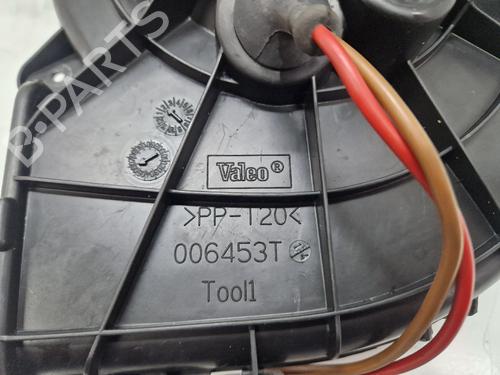 B-PARTS
Valeo®
>PP-T20<
006453T
Tool1